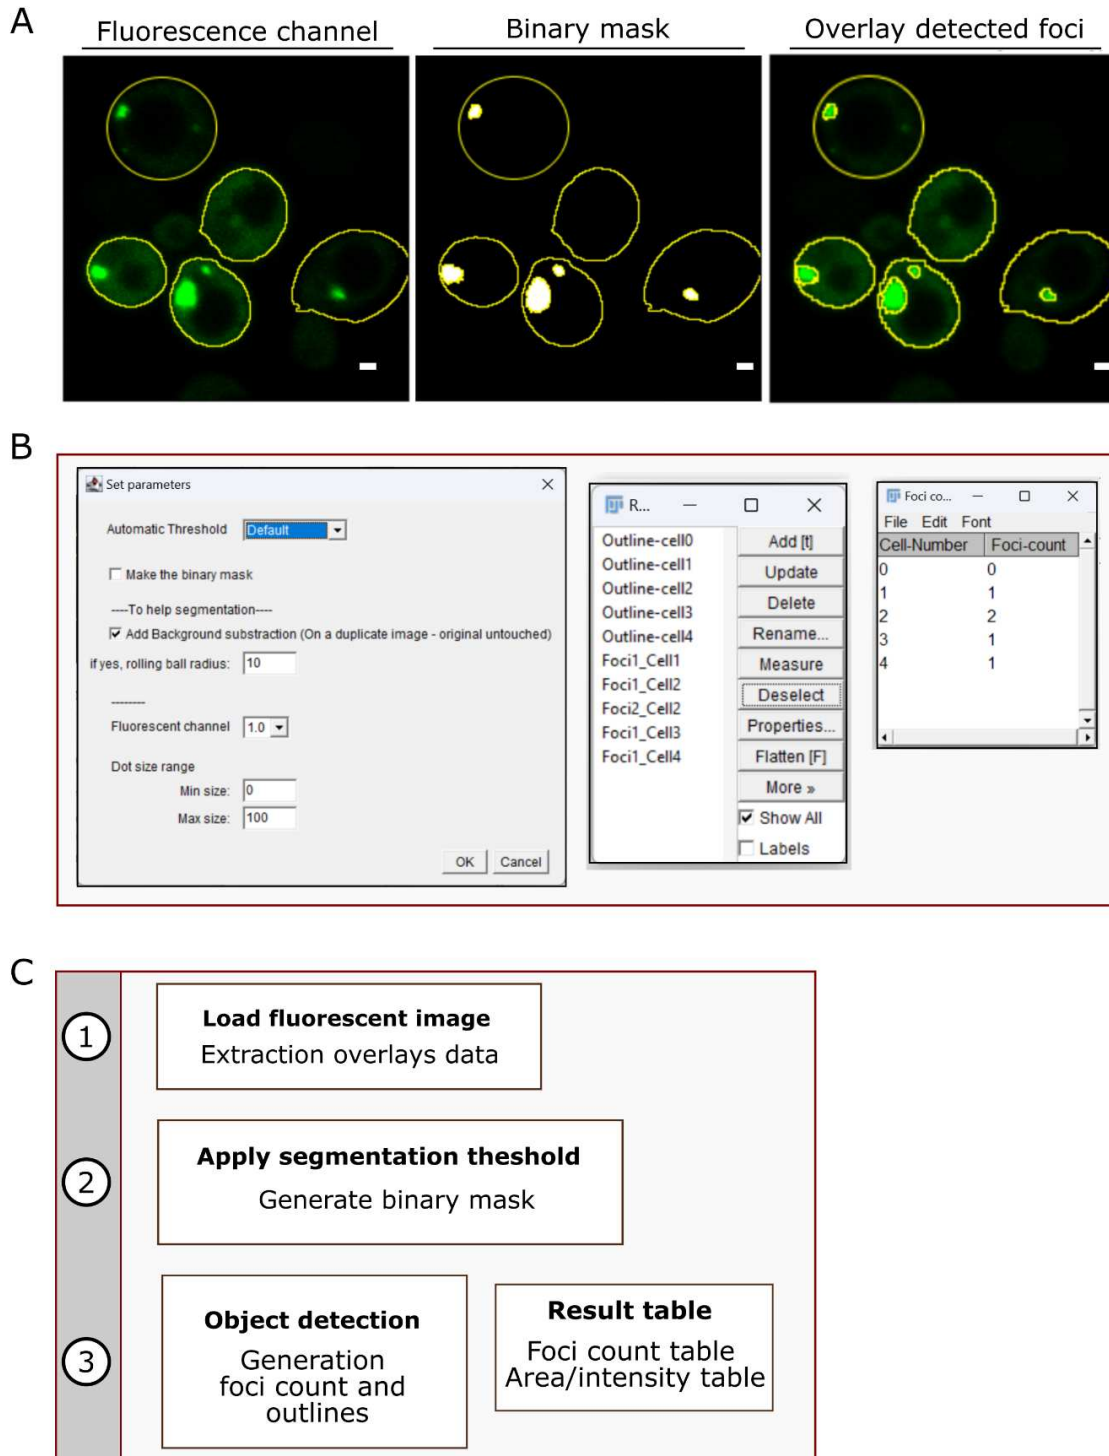 A
Fluorescence channel
Binary mask
Overlay detected foci
B
Set parameters
Automatic Threshold Default
Make the binary mask
----To help segmentation----
Add Background substraction (On a duplicate image - original untouched)
if yes, rolling ball radius: 10
--------
Fluorescent channel 1.0
Dot size range
Min size: 0
Max size: 100
OK Cancel
R...
Outline-cell0
Outline-cell1
Outline-cell2
Outline-cell3
Outline-cell4
Foci1_Cell1
Foci1_Cell2
Foci2_Cell2
Foci1_Cell3
Foci1_Cell4
Add [t]
Update
Delete
Rename...
Measure
Deselect
Properties...
Flatten [F]
More »
Show All
Labels
Foci co...
File Edit Font
Cell-Number Foci-count
0 0
1 1
2 2
3 1
4 1
C
1
Load fluorescent image
Extraction overlays data
2
Apply segmentation theshold
Generate binary mask
3
Object detection
Generation
foci count and
outlines
Result table
Foci count table
Area/intensity table